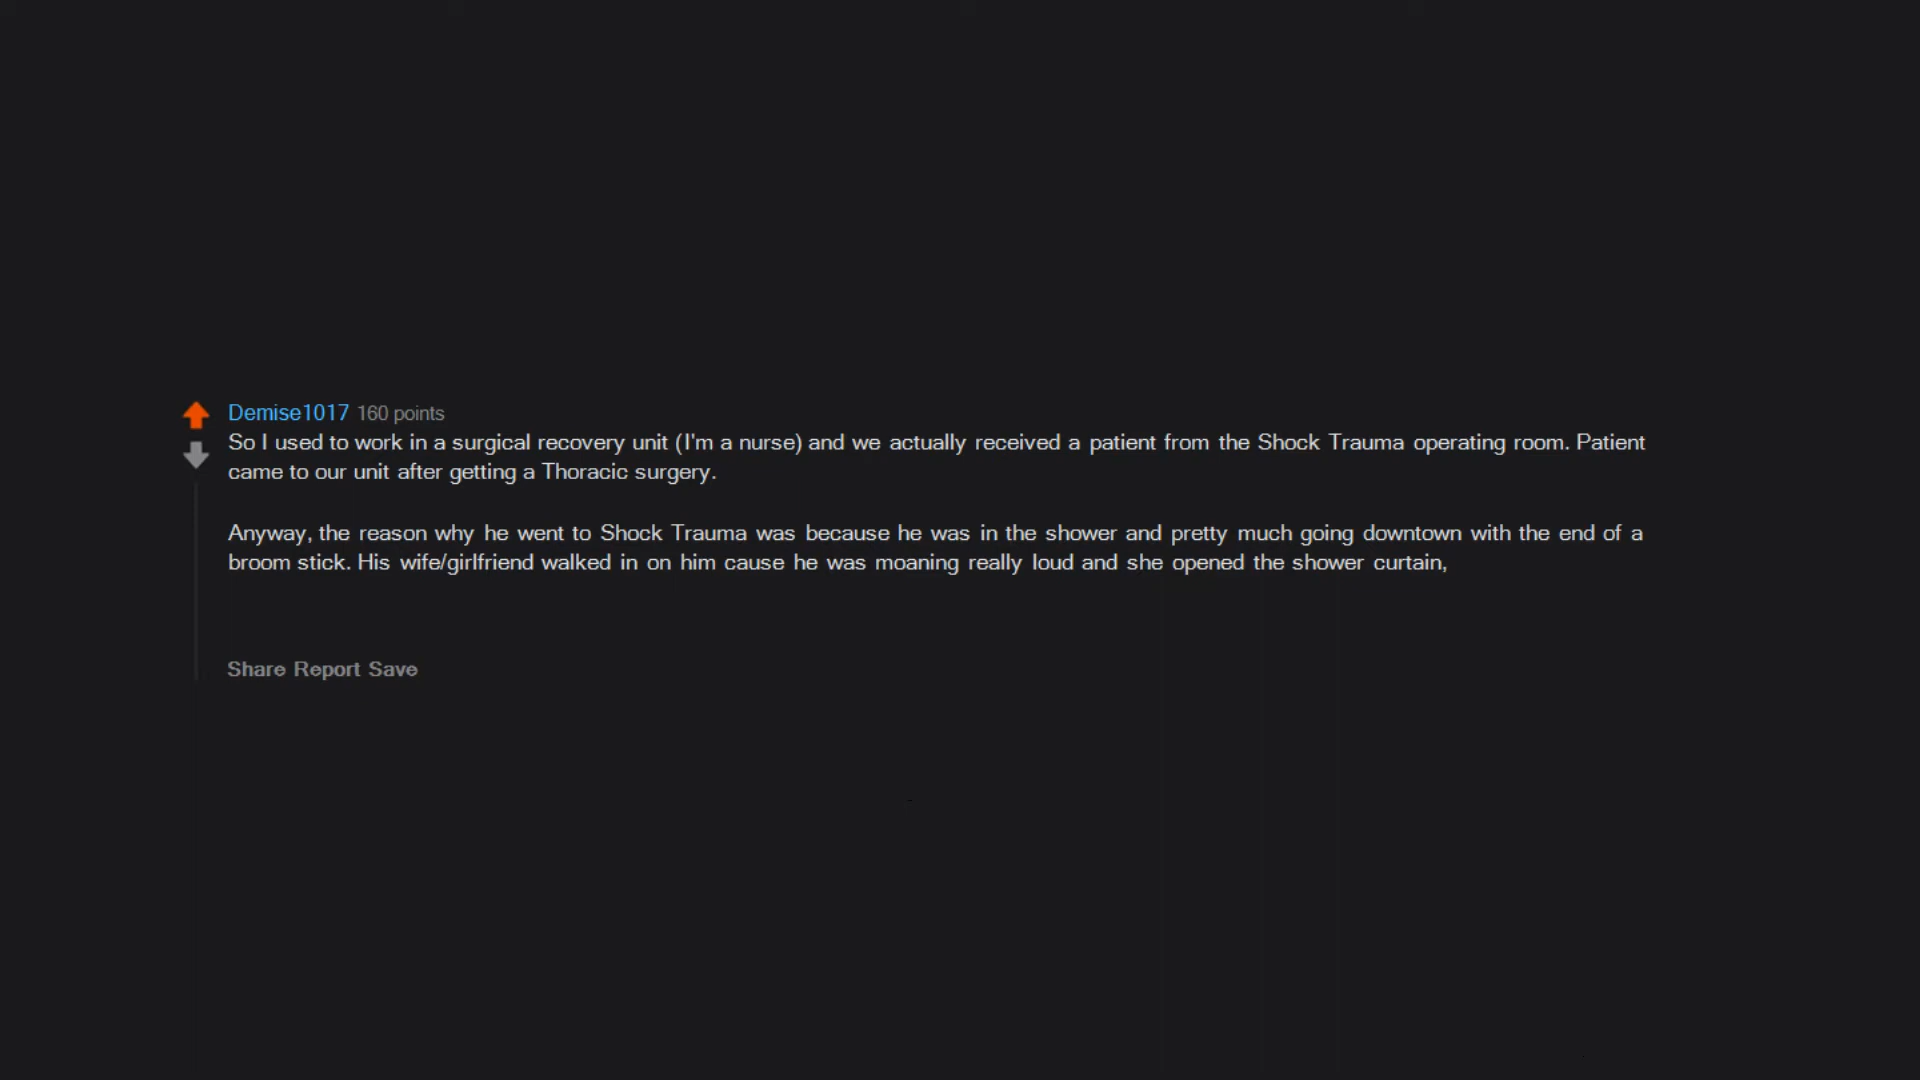 Demise1017 160 points
So I used to work in a surgical recovery unit (I'm a nurse) and we actually received a patient from the Shock Trauma operating room. Patient
came to our unit after getting a Thoracic surgery.
Anyway, the reason why he went to Shock Trauma was because he was in the shower and pretty much going downtown with the end of a
broom stick. His wife/girlfriend walked in on him cause he was moaning really loud and she opened the shower curtain,
Share Report Save